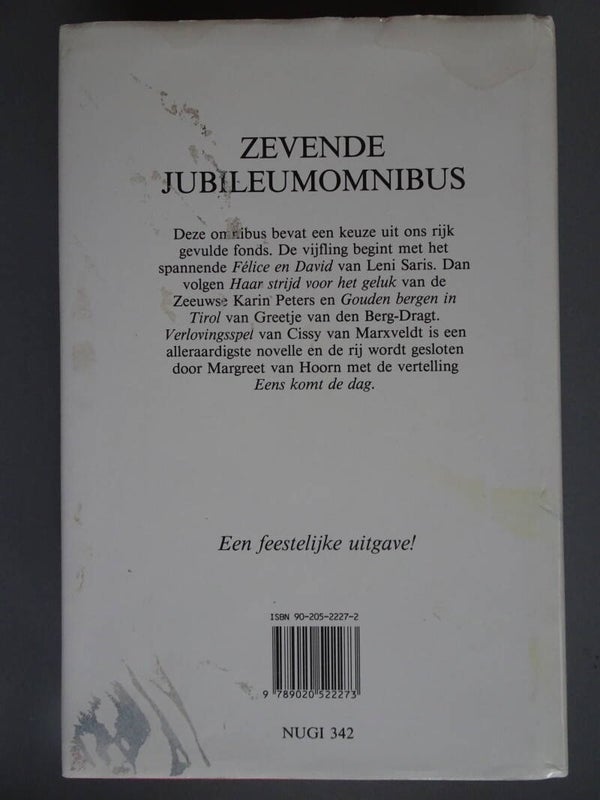 ZEVENDE
JUBILEUMOMNIBUS
Deze omnibus bevat een keuze uit ons rijk
gevulde fonds. De vijfling begint met het
spannende Félice en David van Leni Saris. Dan
volgen Haar strijd voor het geluk van de
Zeeuwse Karin Peters en Gouden bergen in
Tirol van Greetje van den Berg-Dragt.
Verlovingsspel van Cissy van Marxveldt is een
alleraardigste novelle en de rij wordt gesloten
door Margreet van Hoorn met de vertelling
Eens komt de dag.
Een feestelijke uitgave!
ISBN 90-205-2227-2
9 789020 522273
NUGI 342